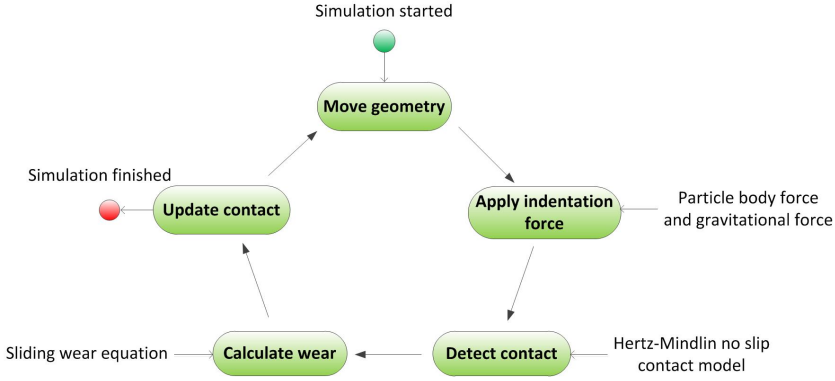 Simulation started
Move geometry
Simulation finished
Update contact
Apply indentation
force
Particle body force
and gravitational force
Sliding wear equation
Calculate wear
Detect contact
Hertz-Mindlin no slip
contact model